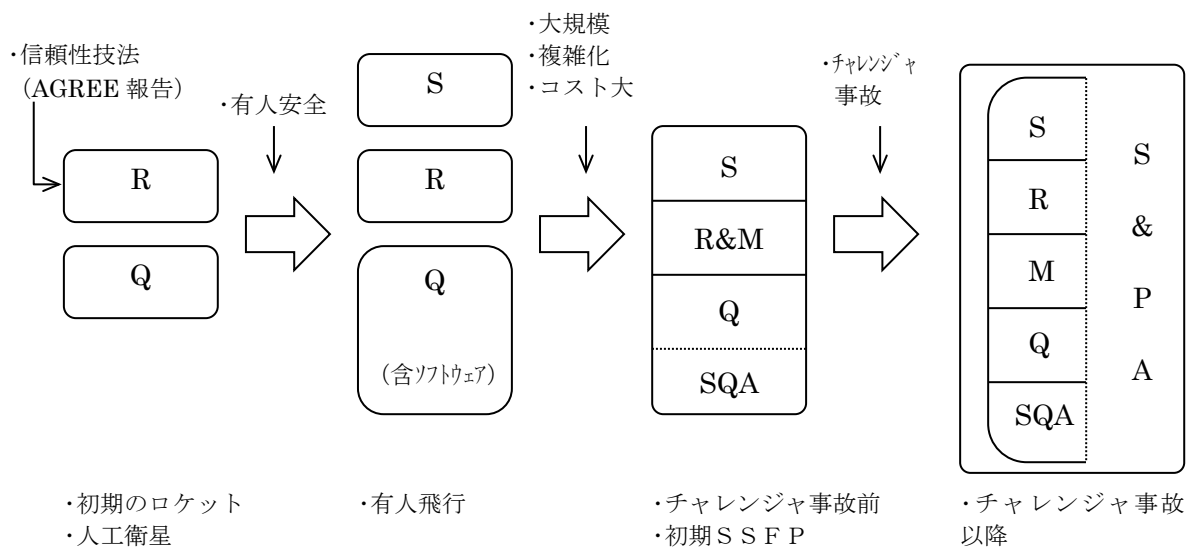 ・信頼性技法
（AGREE 報告）
R
Q
・初期のロケット
・人工衛星
・有人安全
S
R
Q
（含ｿﾌﾄｳｪｱ）
・有人飛行
・大規模
・複雑化
・コスト大
S
R&M
Q
SQA
・チャレンジャ事故前
・初期ＳＳＦＰ
・ﾁｬﾚﾝｼﾞｬ
事故
S
R
M
Q
SQA
S
&
P
A
・チャレンジャ事故
以降